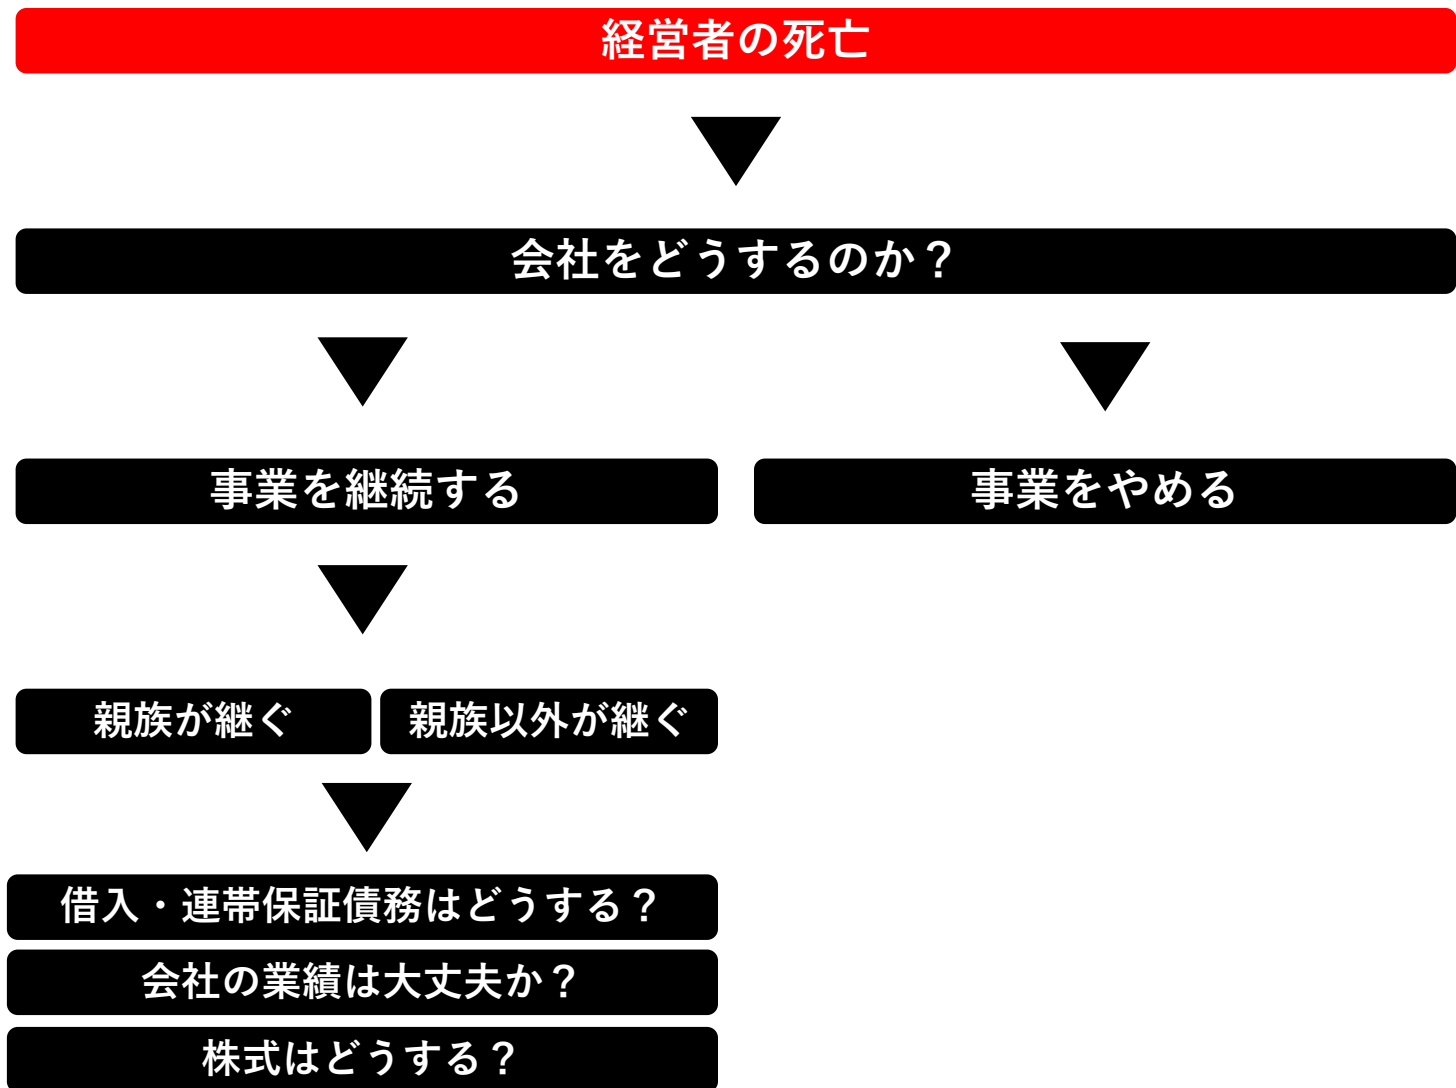 経営者の死亡
会社をどうするのか？
事業を継続する
事業をやめる
親族が継ぐ
親族以外が継ぐ
借入・連帯保証債務はどうする？
会社の業績は大丈夫か？
株式はどうする？